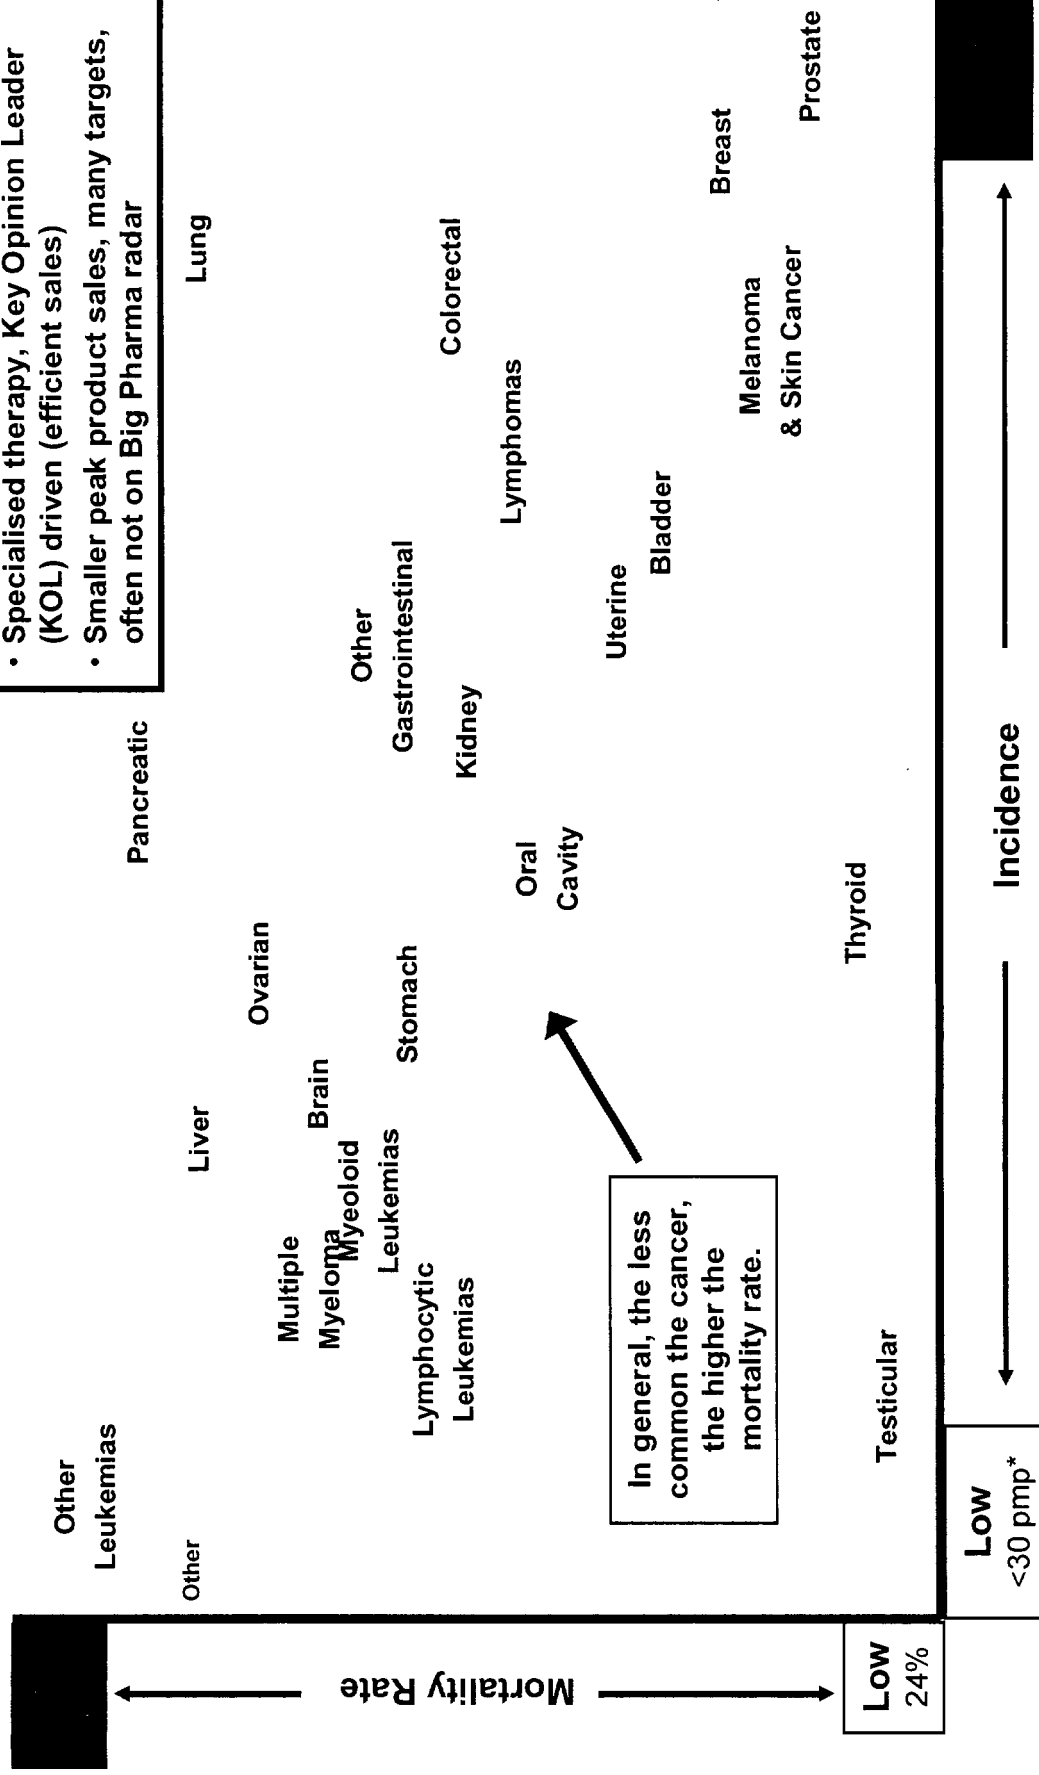 • Specialised therapy, Key Opinion Leader
(KOL) driven (efficient sales)
• Smaller peak product sales, many targets,
often not on Big Pharma radar
Other
Leukemias
Other
Pancreatic
Lung
Liver
Ovarian
Multiple
Myeloma
Brain
Myeoloid
Leukemias
Other
Gastrointestinal
Stomach
Lymphocytic
Leukemias
Kidney
Colorectal
Lymphomas
Oral
Cavity
Uterine
Bladder
Breast
Melanoma
& Skin Cancer
Prostate
Thyroid
Testicular
In general, the less
common the cancer,
the higher the
mortality rate.
Mortality Rate
Low
24%
Low
<30 pmp*
Incidence